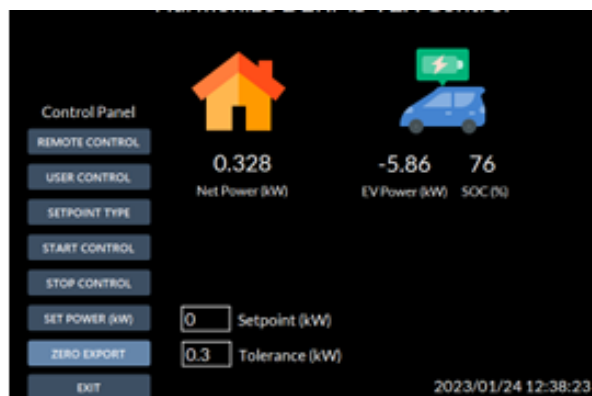 Control Panel
REMOTE CONTROL
USER CONTROL
SETPOINT TYPE
START CONTROL
STOP CONTROL
SET POWER (kW)
ZERO EXPORT
EXIT
0.328
Net Power (kW)
-5.86 76
EV Power (kW) SOC (%)
0 Setpoint (kW)
0.3 Tolerance (kW)
2023/01/24 12:38:23